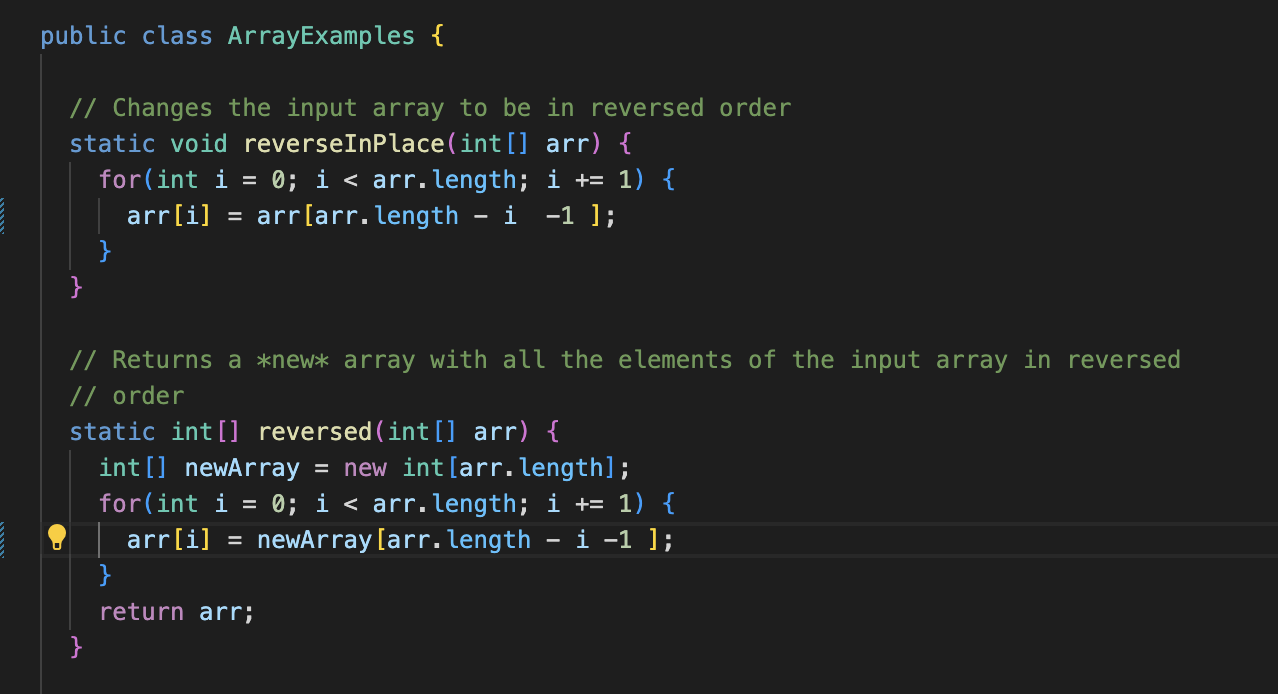 public class ArrayExamples {
// Changes the input array to be in reversed order
static void reverseInPlace(int[] arr) {
for(int i = 0; i < arr.length; i += 1) {
arr[i] = arr[arr.length - i  -1 ];
}
}
// Returns a *new* array with all the elements of the input array in reversed
// order
static int[] reversed(int[] arr) {
int[] newArray = new int[arr.length];
for(int i = 0; i < arr.length; i += 1) {
arr[i] = newArray[arr.length - i -1 ];
}
return arr;
}